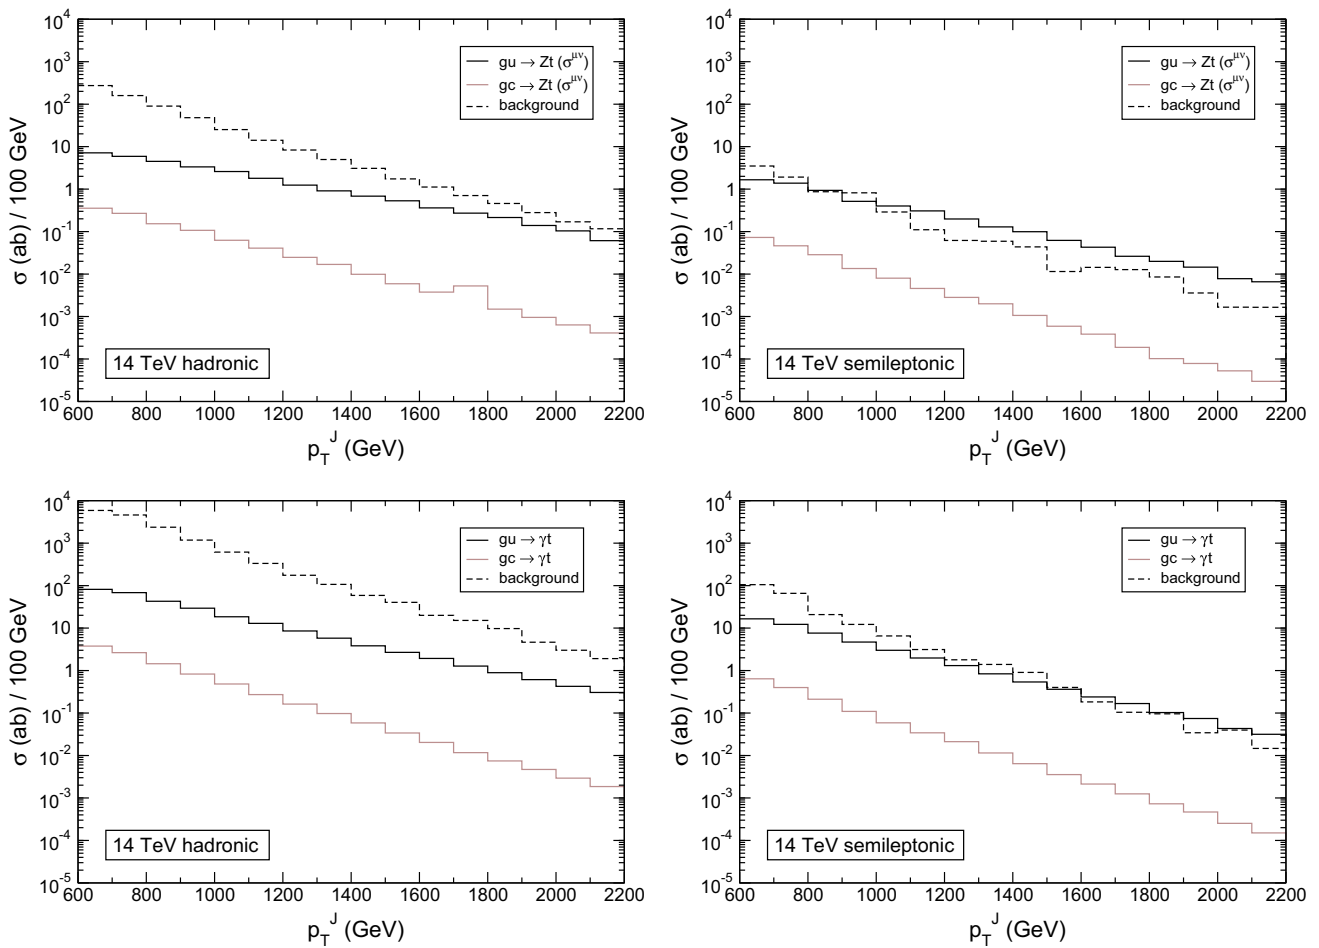 10^4
10^3
10^2
10
1
10^-1
10^-2
10^-3
10^-4
10^-5
σ (ab) / 100 GeV
gu → Zt (σ^μν)
gc → Zt (σ^μν)
background
14 TeV hadronic
600 800 1000 1200 1400 1600 1800 2000 2200
p_T^J (GeV)
10^4
10^3
10^2
10
1
10^-1
10^-2
10^-3
10^-4
10^-5
σ (ab) / 100 GeV
gu → Zt (σ^μν)
gc → Zt (σ^μν)
background
14 TeV semileptonic
600 800 1000 1200 1400 1600 1800 2000 2200
p_T^J (GeV)
10^4
10^3
10^2
10
1
10^-1
10^-2
10^-3
10^-4
10^-5
σ (ab) / 100 GeV
gu → γt
gc → γt
background
14 TeV hadronic
600 800 1000 1200 1400 1600 1800 2000 2200
p_T^J (GeV)
10^4
10^3
10^2
10
1
10^-1
10^-2
10^-3
10^-4
10^-5
σ (ab) / 100 GeV
gu → γt
gc → γt
background
14 TeV semileptonic
600 800 1000 1200 1400 1600 1800 2000 2200
p_T^J (GeV)